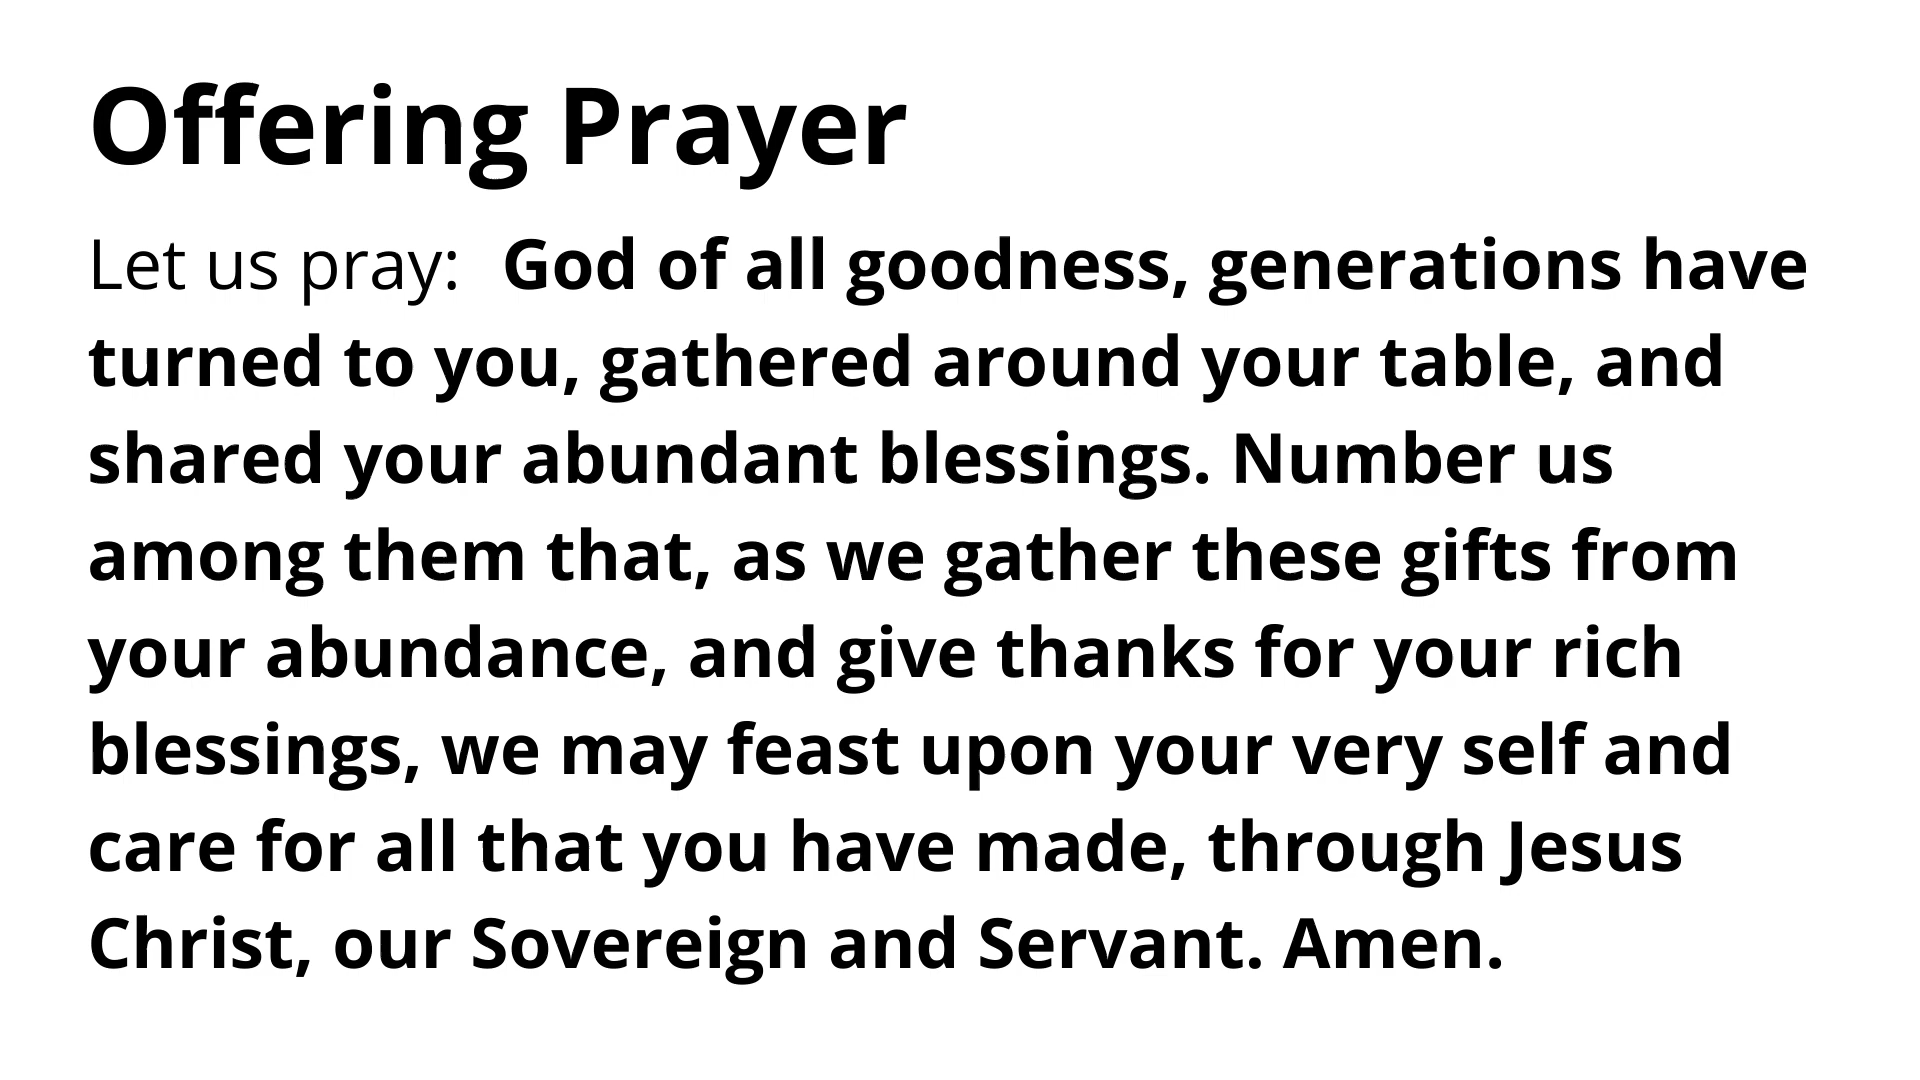 Offering Prayer
Let us pray: God of all goodness, generations have
turned to you, gathered around your table, and
shared your abundant blessings. Number us
among them that, as we gather these gifts from
your abundance, and give thanks for your rich
blessings, we may feast upon your very self and
care for all that you have made, through Jesus
Christ, our Sovereign and Servant. Amen.